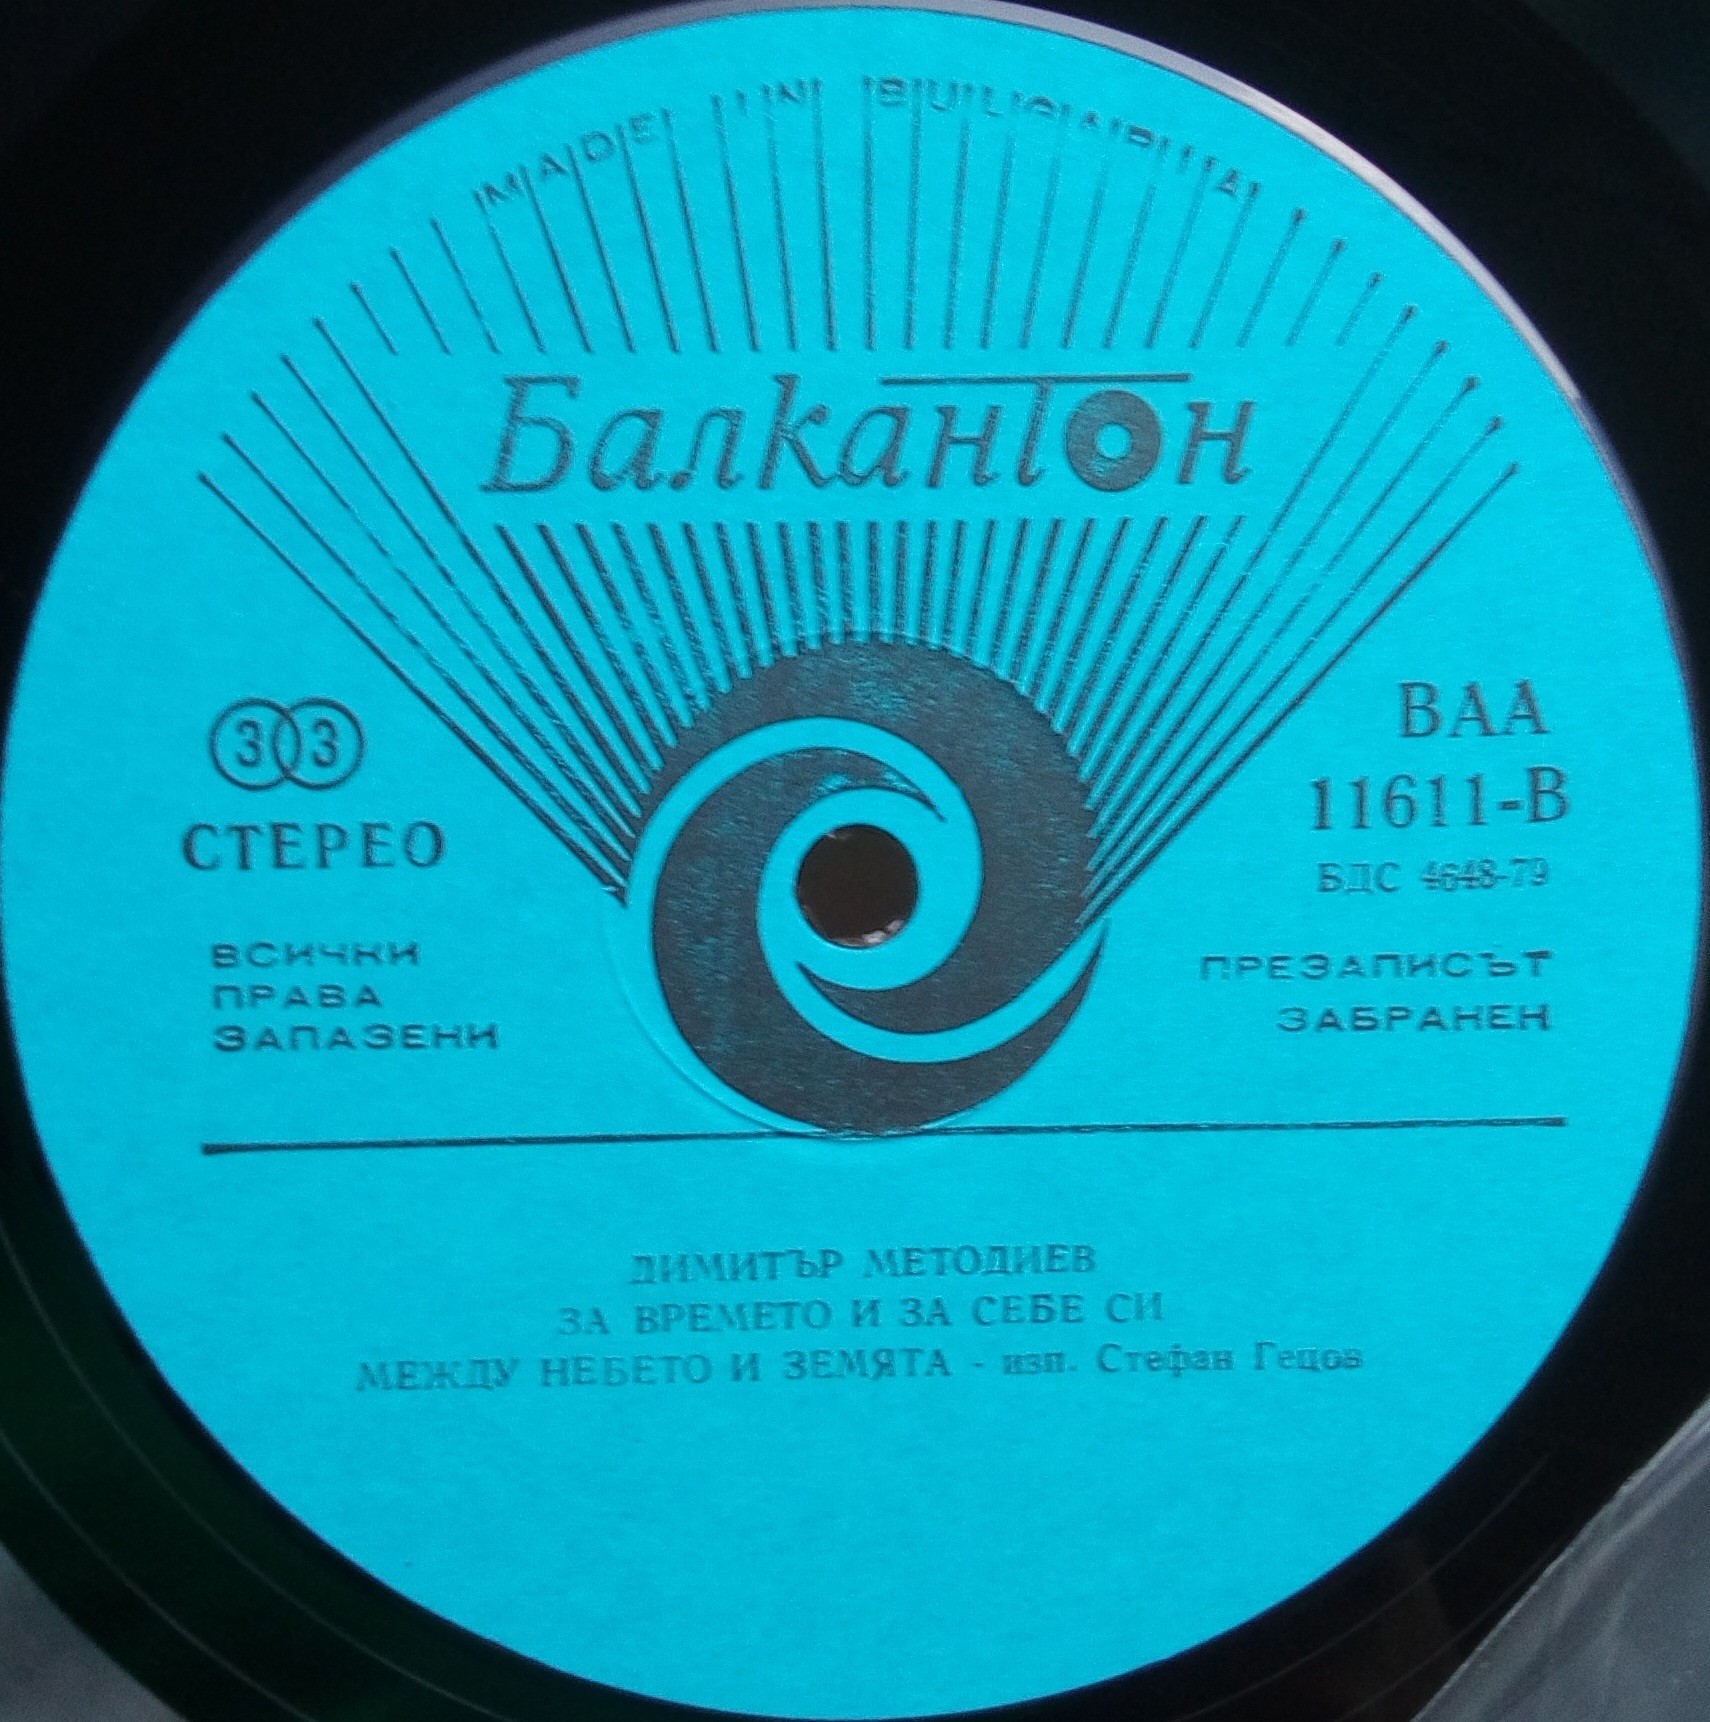 MADE IN BULGARIA
Балкантон
33
СТЕРЕО
ВАА
11611-В
БДС 4648-79
ВСИЧКИ
ПРАВА
ЗАПАЗЕНИ
ПРЕЗАПИСЪТ
ЗАБРАНЕН
ДИМИТЪР МЕТОДИЕВ
ЗА ВРЕМЕТО И ЗА СЕБЕ СИ
МЕЖДУ НЕБЕТО И ЗЕМЯТА - изп. Стефан Гецов